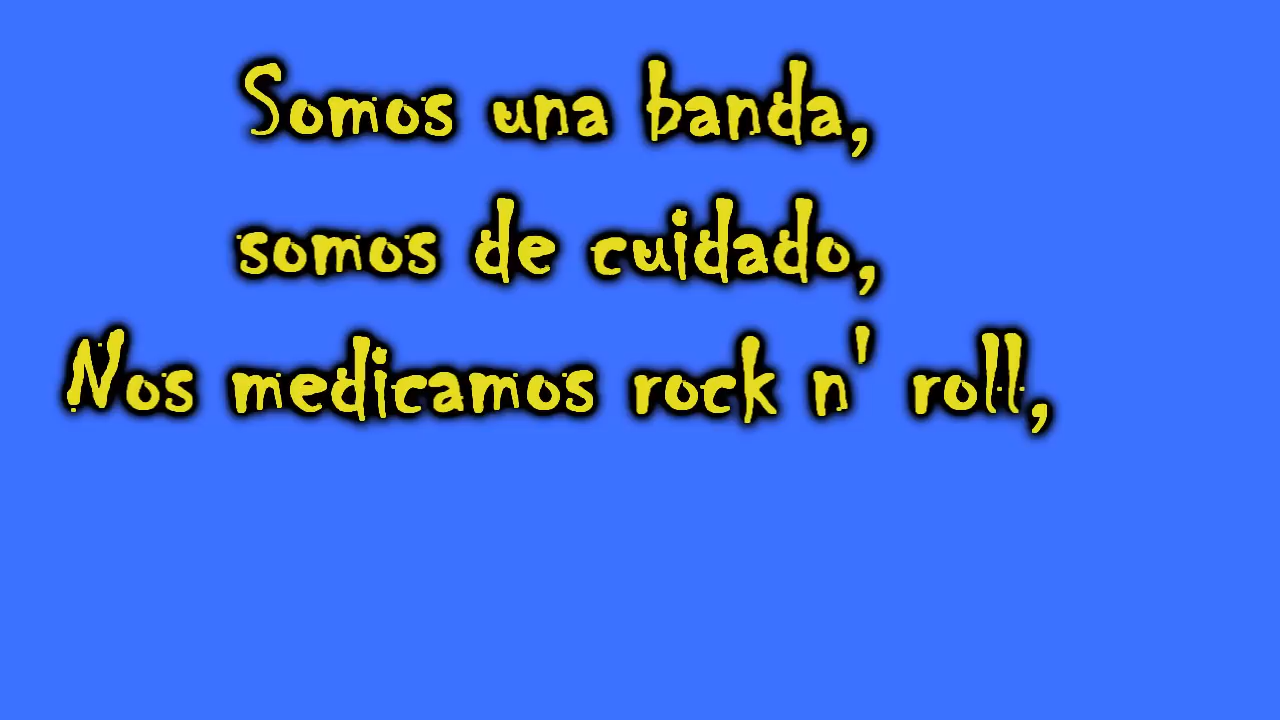 Somos una banda,
somos de cuidado,
Nos medicamos rock n' roll,